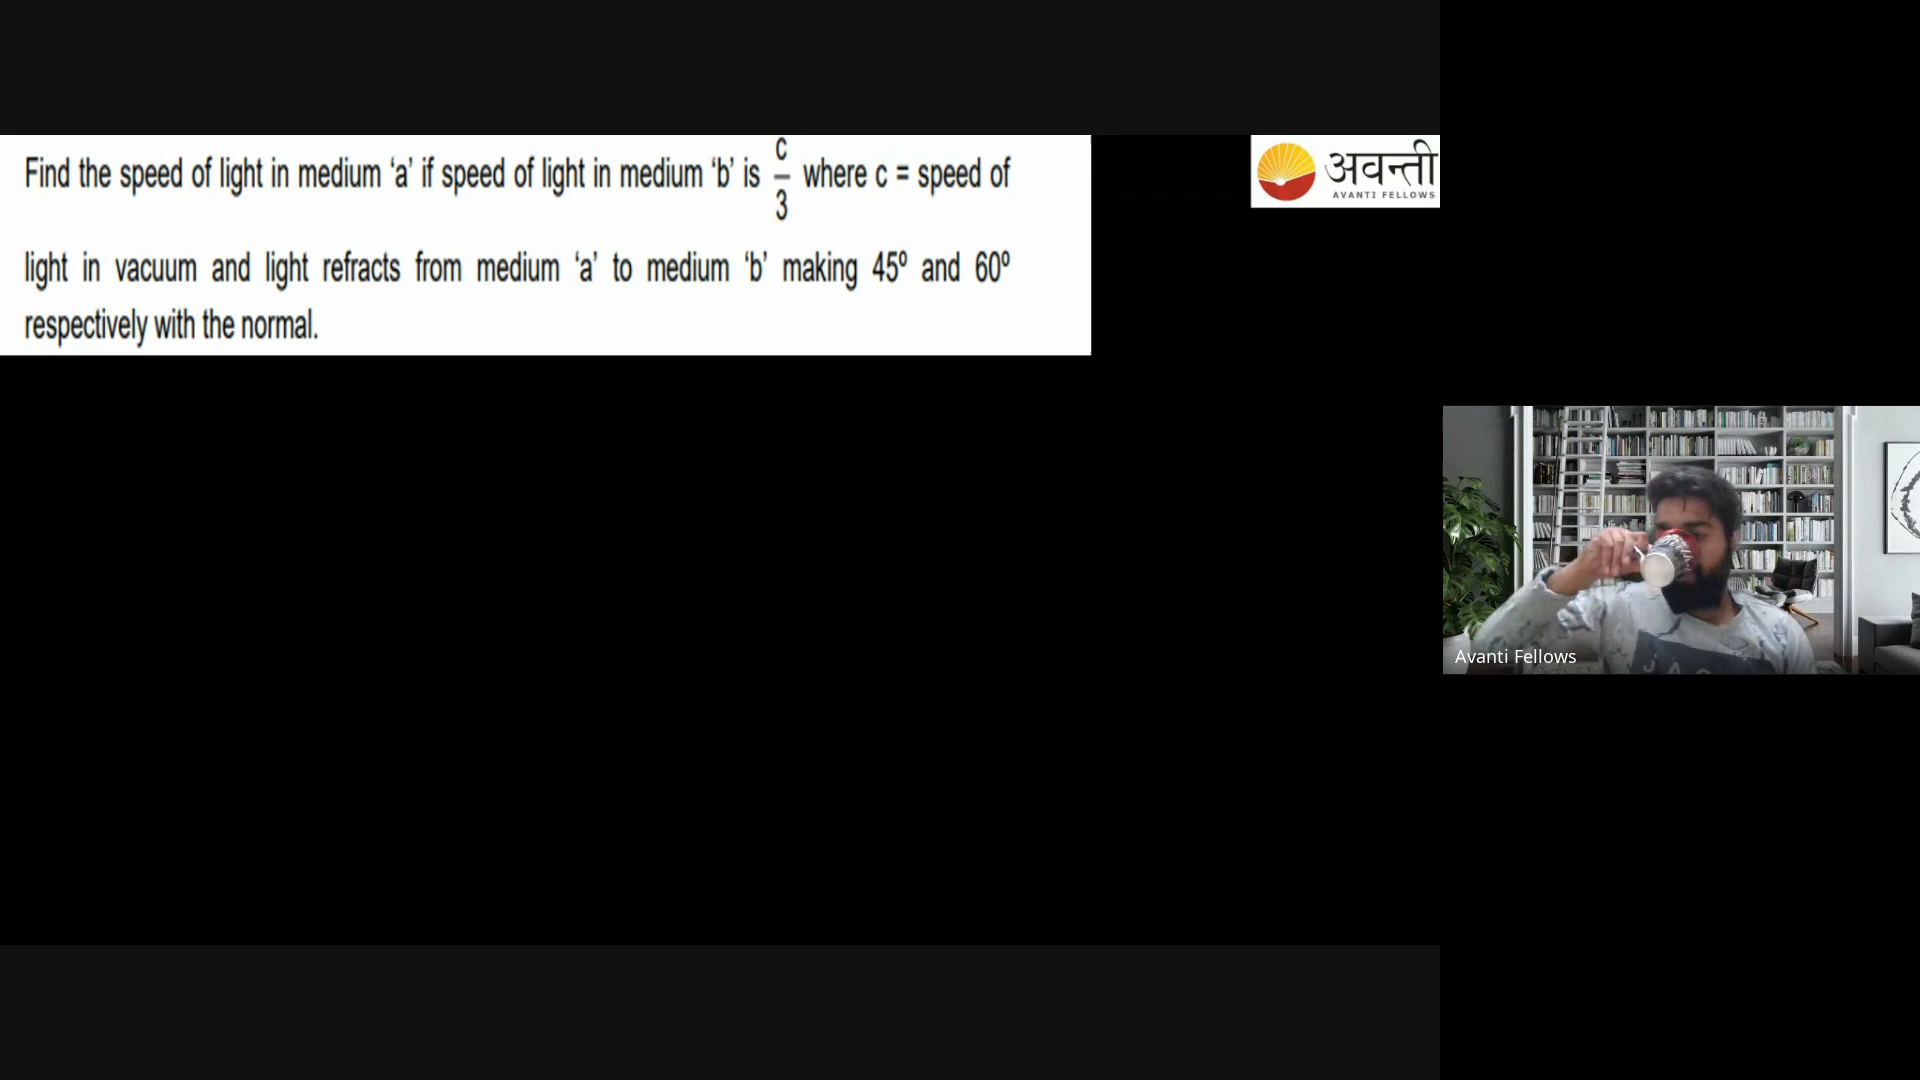 Find the speed of light in medium ‘a’ if speed of light in medium ‘b’ is c/3 where c = speed of
light in vacuum and light refracts from medium ‘a’ to medium ‘b’ making 45º and 60º
respectively with the normal.
अवन्ती
AVANTI FELLOWS
Avanti Fellows